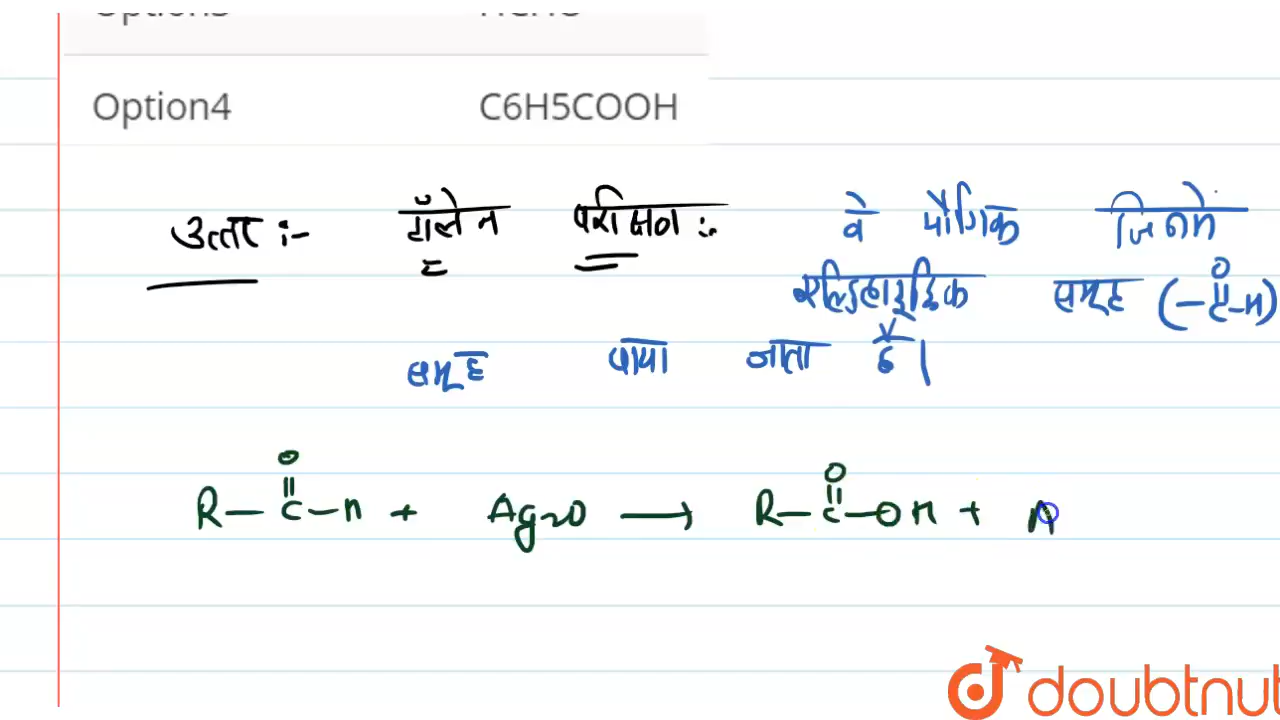 Option4 C6H5COOH
उत्तर :- टॉलेन परीक्षण :- वे यौगिक जिनमे
एल्डिहाइडिक समूह (-C-H)
O
समूह पाया जाता है।
O O
R-C-H + Ag2O → R-C-OH +
doubtnut